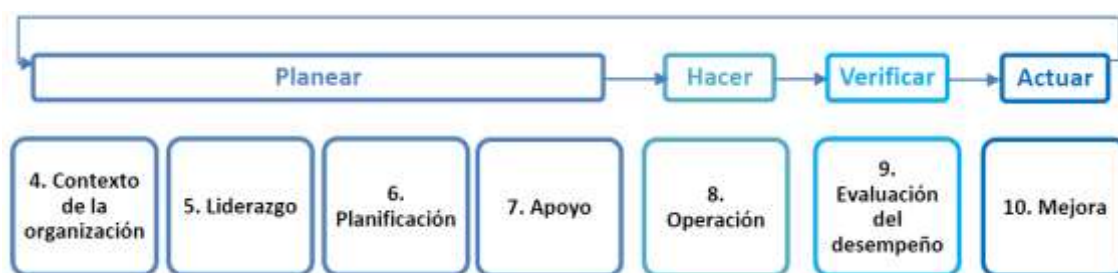 Planear
Hacer
Verificar
Actuar
4. Contexto
de la
organización
5. Liderazgo
6.
Planificación
7. Apoyo
8.
Operación
9.
Evaluación
del
desempeño
10. Mejora